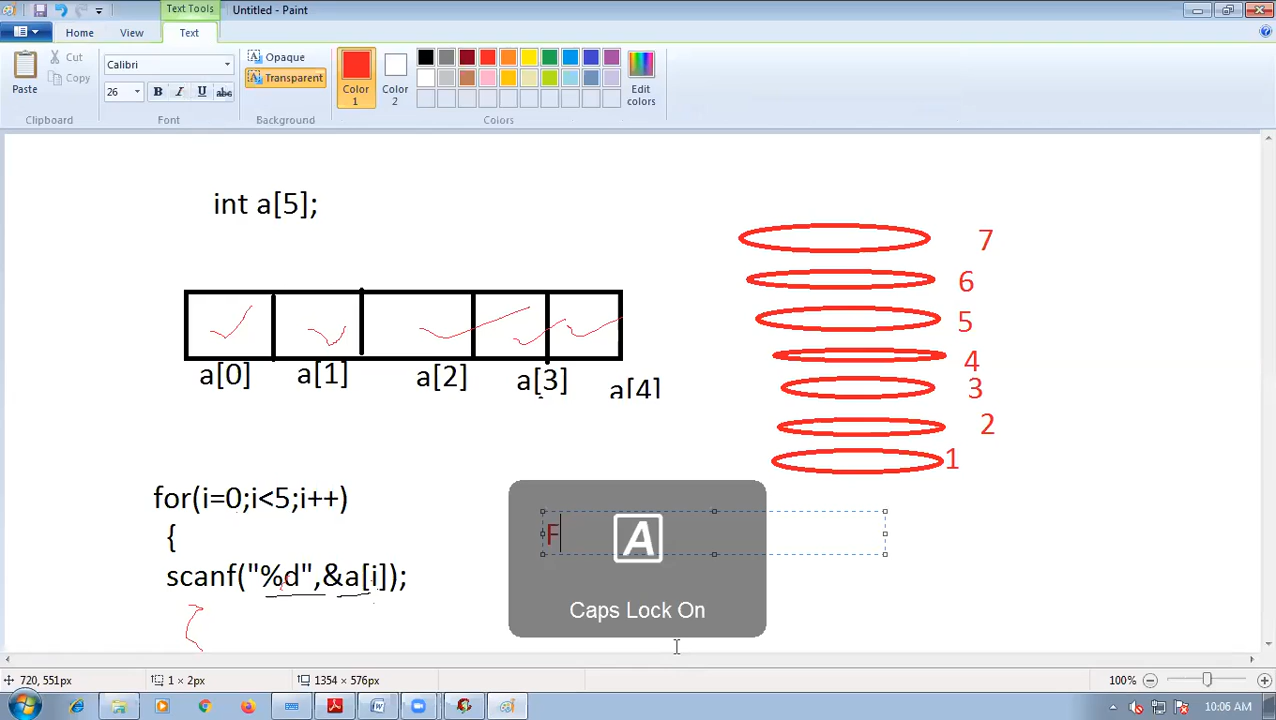 Text Tools
Untitled - Paint
Home View Text
Paste
Cut
Copy
Clipboard
Calibri
26
B I U abc
Font
Opaque
Transparent
Background
Color 1
Color 2
Edit colors
Colors
int a[5];
a[0] a[1] a[2] a[3] a[4]
7
6
5
4
3
2
1
for(i=0;i<5;i++)
{
scanf("%d",&a[i]);
F
A
Caps Lock On
720, 551px
1 × 2px
1354 × 576px
100%
W
10:06 AM